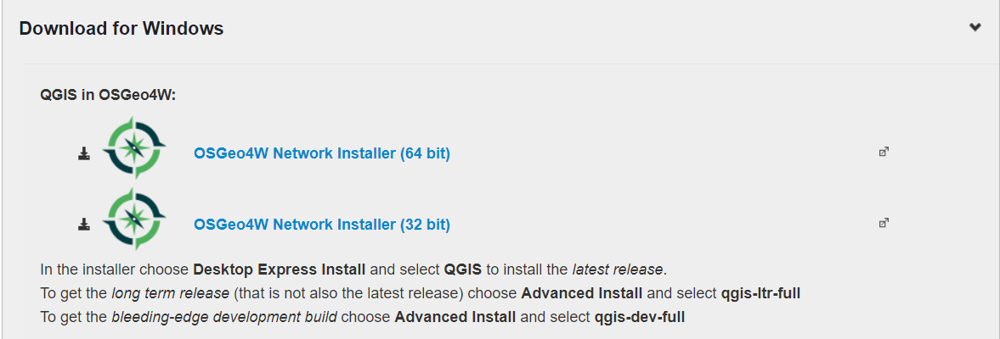 Download for Windows
QGIS in OSGeo4W:
OSGeo4W Network Installer (64 bit)
OSGeo4W Network Installer (32 bit)
In the installer choose Desktop Express Install and select QGIS to install the latest release.
To get the long term release (that is not also the latest release) choose Advanced Install and select qgis-ltr-full
To get the bleeding-edge development build choose Advanced Install and select qgis-dev-full